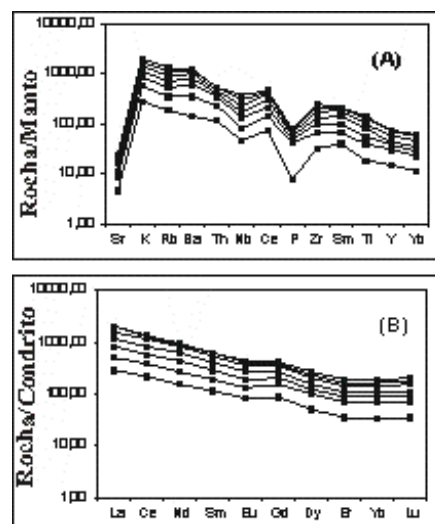 Rocha/Manto
10000,00
1000,00
100,00
10,00
1,00
(A)
Sr K Rb Ba Th Nb Ce P Zr Sm Ti Y Yb
Rocha/Condrito
10000,00
1000,00
100,00
10,00
1,00
(B)
La Ce Nd Sm Eu Gd Dy Er Yb Lu